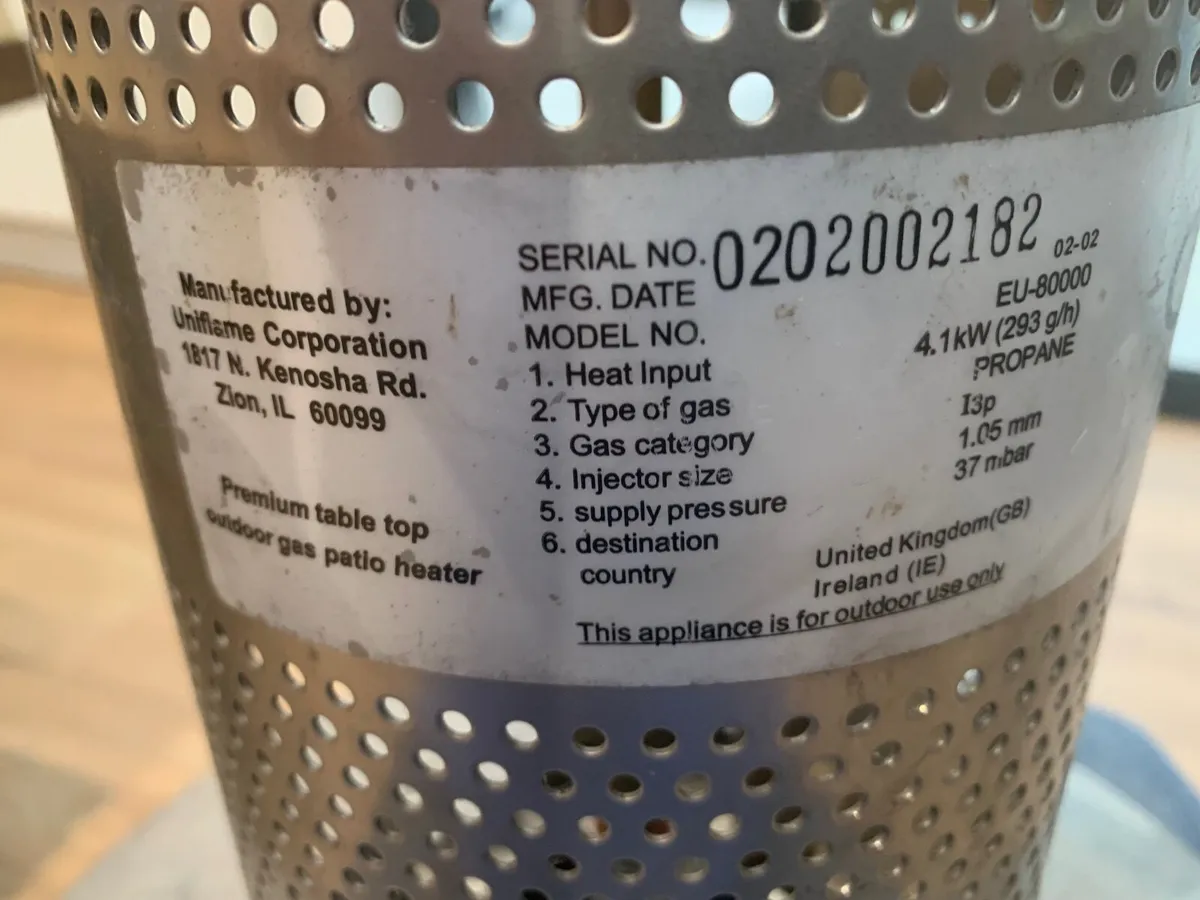 Manufactured by:
Uniflame Corporation
1817 N. Kenosha Rd.
Zion, IL 60099
Premium table top
outdoor gas patio heater
SERIAL NO. 0202002182
MFG. DATE 02-02
MODEL NO. EU-80000
1. Heat Input 4.1kW (293 g/h)
2. Type of gas PROPANE
3. Gas category I3p
4. Injector size 1.05 mm
5. supply pressure 37 mbar
6. destination United Kingdom(GB)
country Ireland (IE)
This appliance is for outdoor use only